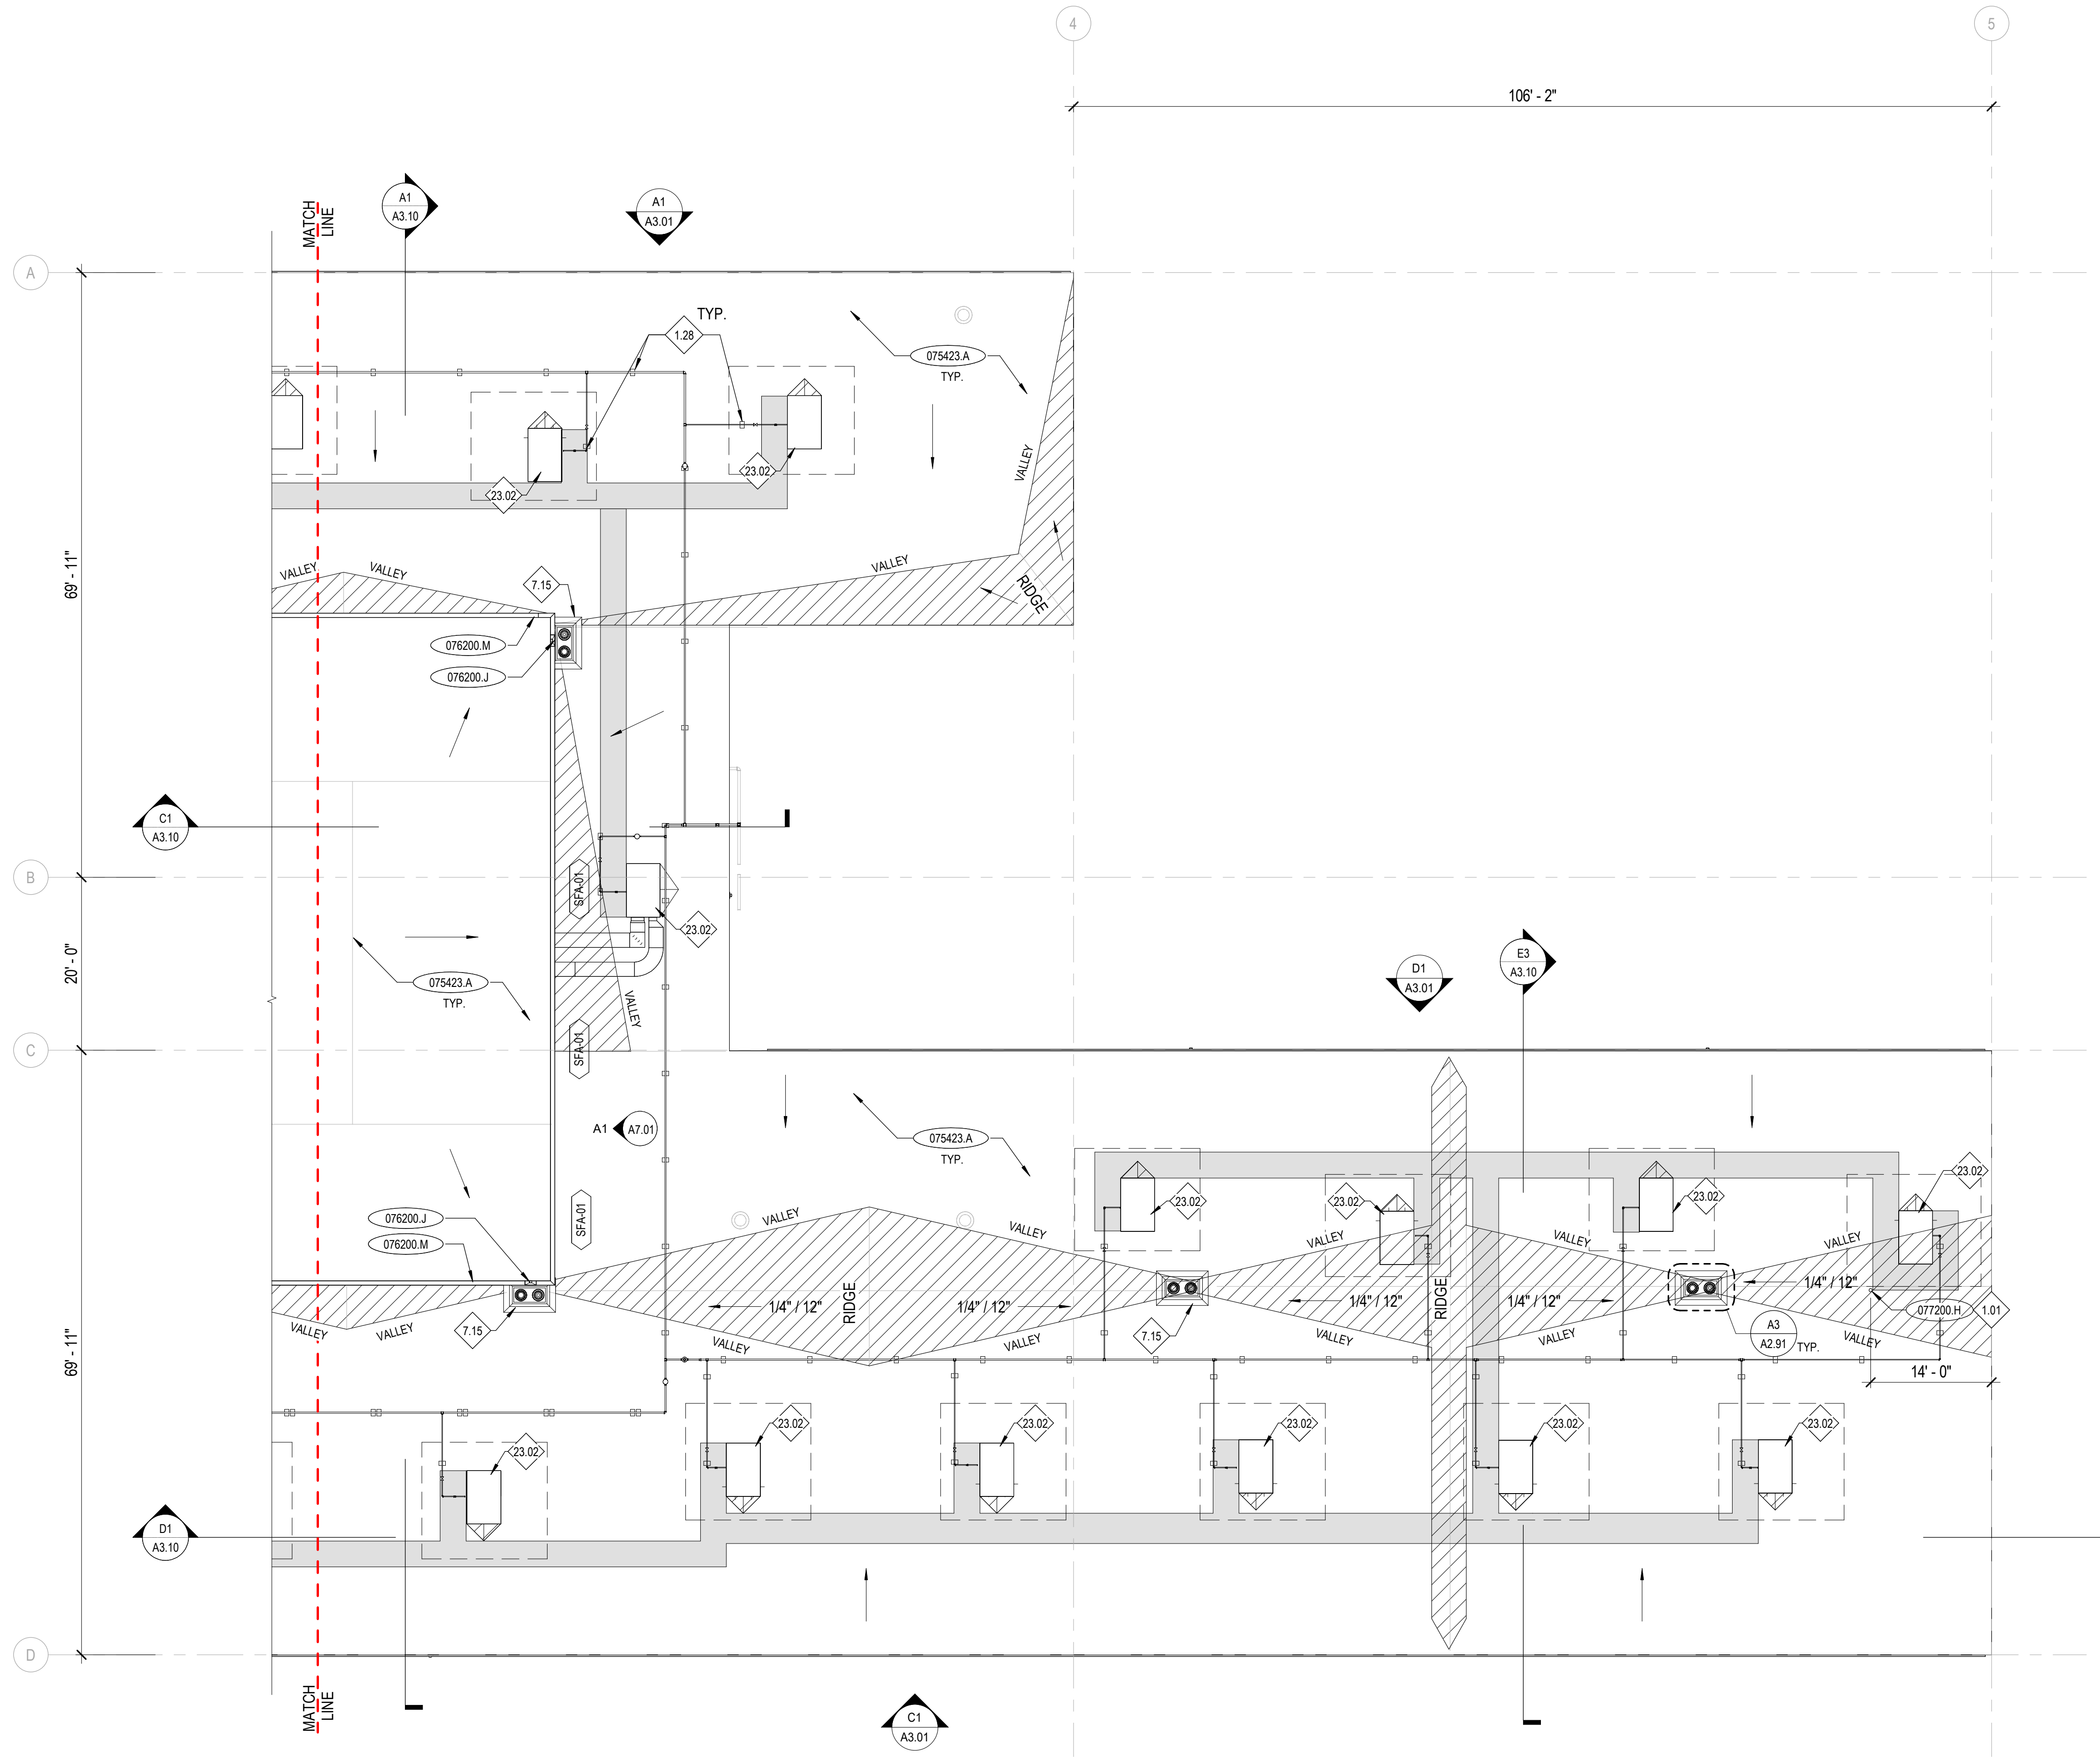 4
5
106' - 2"
A1
A3.10
A1
A3.01
MATCH
LINE
A
TYP.
1.28
075423.A
TYP.
23.02
23.02
VALLEY
69' - 11"
VALLEY
VALLEY
VALLEY
7.15
RIDGE
076200.M
076200.J
C1
A3.10
B
SFA-01
23.02
20' - 0"
E3
A3.10
D1
A3.01
075423.A
TYP.
VALLEY
C
SFA-01
A1
A7.01
075423.A
TYP.
23.02
23.02
23.02
23.02
SFA-01
076200.J
076200.M
VALLEY
VALLEY
VALLEY
VALLEY
VALLEY
RIDGE
1/4" / 12"
1/4" / 12"
1/4" / 12"
RIDGE
1/4" / 12"
1/4" / 12"
077200.H
1.01
7.15
7.15
A3
A2.91
TYP.
VALLEY
VALLEY
VALLEY
VALLEY
VALLEY
VALLEY
VALLEY
69' - 11"
14' - 0"
23.02
23.02
23.02
23.02
23.02
23.02
D1
A3.10
D
MATCH
LINE
C1
A3.01